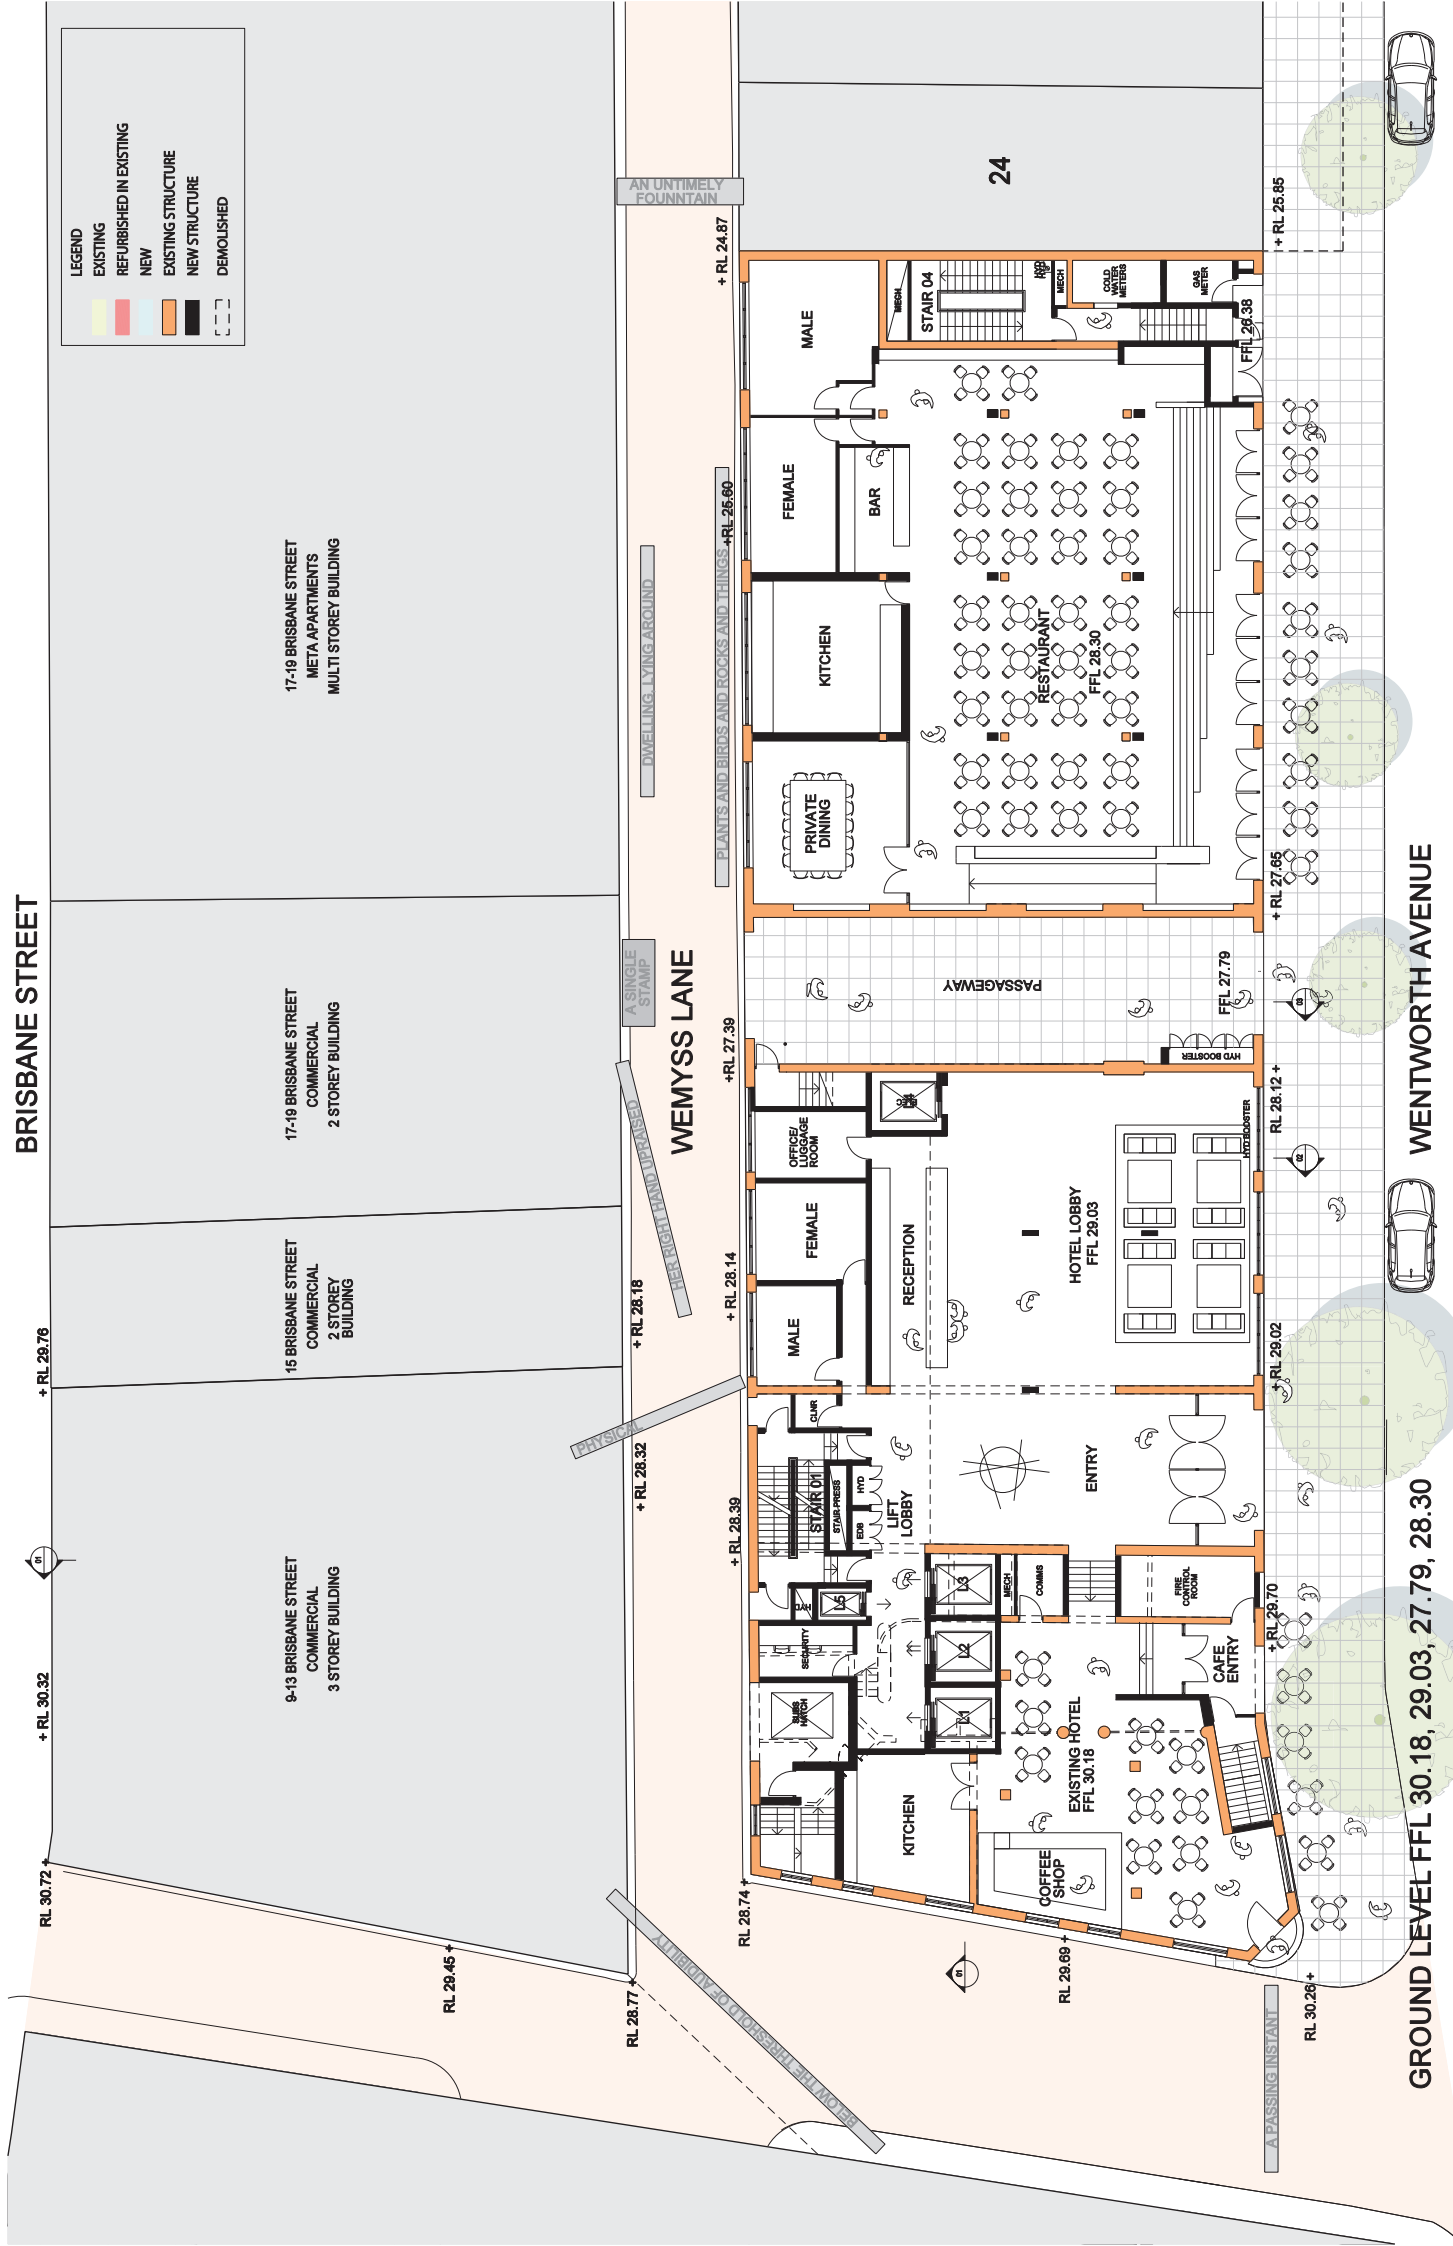 BRISBANE STREET
LEGEND
EXISTING
REFURBISHED IN EXISTING
NEW
EXISTING STRUCTURE
NEW STRUCTURE
DEMOLISHED
+ RL 29.76
+ RL 30.32
RL 30.72 +
17-19 BRISBANE STREET
META APARTMENTS
MULTI STOREY BUILDING
17-19 BRISBANE STREET
COMMERCIAL
2 STOREY BUILDING
15 BRISBANE STREET
COMMERCIAL
2 STOREY
BUILDING
9-13 BRISBANE STREET
COMMERCIAL
3 STOREY BUILDING
01
RL 29.45 +
RL 28.77 +
WEMYSS LANE
AN UNTIMELY
FOUNNTAIN
DWELLING, LYING AROUND
PLANTS AND BIRDS AND ROCKS AND THINGS
A SINGLE
STAMP
HER RIGHT HAND UPRAISED
PHYSICAL
BELOW THE THRESHOLD OF AUDIBILITY
A PASSING INSTANT
+ RL 28.18
+ RL 28.32
+ RL 24.87
+RL 25.60
+RL 27.39
+ RL 28.14
+ RL 28.39
RL 28.74 +
24
MALE
MECH
STAIR 04
MECH
COLD
WATER
METERS
GAS
METER
FFL 26.38
FEMALE
BAR
KITCHEN
PRIVATE
DINING
RESTAURANT
FFL 28.30
PASSAGEWAY
FFL 27.79
HYD BOOSTER
OFFICE/
LUGGAGE
ROOM
FEMALE
MALE
RECEPTION
HOTEL LOBBY
FFL 29.03
HYD BOOSTER
CLNR
STAIR 01
STAIR-PRESS
HYD
EDB
LIFT
LOBBY
ENTRY
HYD
L5
L3
L2
L1
MECH
COMMS
FIRE
CONTROL
ROOM
SECURITY
SUBS
HATCH
KITCHEN
EXISTING HOTEL
FFL 30.18
COFFEE
SHOP
CAFE
ENTRY
+ RL 25.85
+ RL 27.65
RL 28.12 +
+ RL 29.02
+ RL 29.70
RL 29.69 +
RL 30.26 +
03
02
01
WENTWORTH AVENUE
GROUND LEVEL FFL 30.18, 29.03, 27.79, 28.30